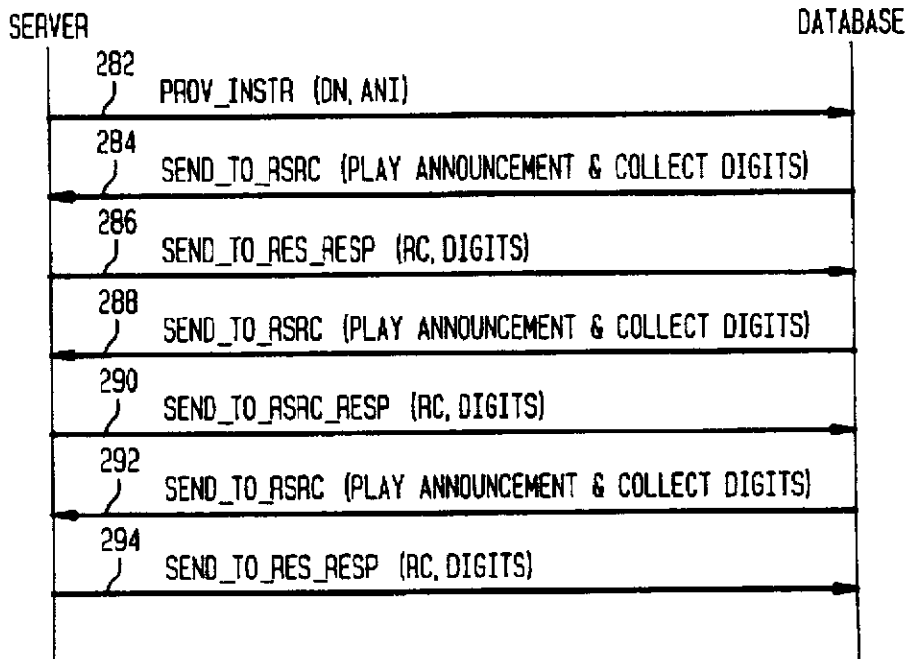 SERVER DATABASE
282
PROV_INSTR (DN, ANI)
284
SEND_TO_RSRC (PLAY ANNOUNCEMENT & COLLECT DIGITS)
286
SEND_TO_RES_RESP (RC, DIGITS)
288
SEND_TO_RSRC (PLAY ANNOUNCEMENT & COLLECT DIGITS)
290
SEND_TO_RSRC_RESP (RC, DIGITS)
292
SEND_TO_RSRC (PLAY ANNOUNCEMENT & COLLECT DIGITS)
294
SEND_TO_RES_RESP (RC, DIGITS)